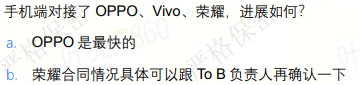 手机端对接了 OPPO、Vivo、荣耀，进展如何？
a. OPPO 是最快的
b. 荣耀合同情况具体可以跟 To B 负责人再确认一下